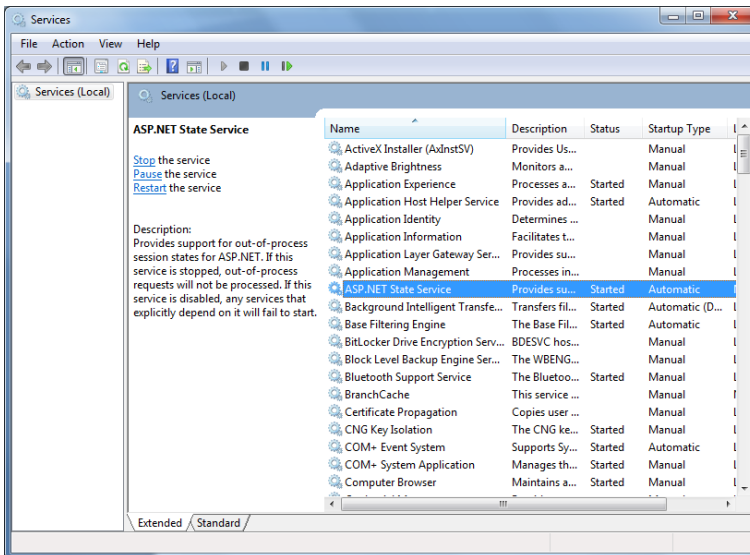 Services
File Action View Help
Services (Local)
Services (Local)
ASP.NET State Service
Stop the service
Pause the service
Restart the service
Description:
Provides support for out-of-process
session states for ASP.NET. If this
service is stopped, out-of-process
requests will not be processed. If this
service is disabled, any services that
explicitly depend on it will fail to start.
Name Description Status Startup Type
ActiveX Installer (AxInstSV) Provides Us... Manual
Adaptive Brightness Monitors a... Manual
Application Experience Processes a... Started Manual
Application Host Helper Service Provides ad... Started Automatic
Application Identity Determines ... Manual
Application Information Facilitates t... Manual
Application Layer Gateway Ser... Provides su... Manual
Application Management Processes in... Manual
ASP.NET State Service Provides su... Started Automatic
Background Intelligent Transfe... Transfers fil... Started Automatic (D...
Base Filtering Engine The Base Fil... Started Automatic
BitLocker Drive Encryption Serv... BDESVC hos... Manual
Block Level Backup Engine Ser... The WBENG... Manual
Bluetooth Support Service The Bluetoo... Started Manual
BranchCache This service ... Manual
Certificate Propagation Copies user ... Manual
CNG Key Isolation The CNG ke... Started Manual
COM+ Event System Supports Sy... Started Automatic
COM+ System Application Manages th... Started Manual
Computer Browser Maintains a... Started Manual
Extended Standard